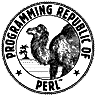 PROGRAMMING REPUBLIC OF
PERL